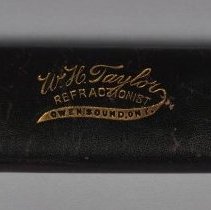 W.H. Taylor
REFRACTIONIST
OWEN SOUND, ONT.